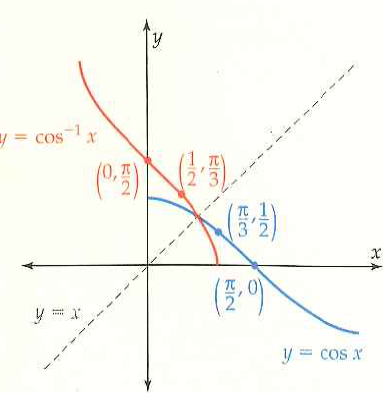 y
y = cos⁻¹ x
(0, π/2)
(1/2, π/3)
(π/3, 1/2)
x
(π/2, 0)
y = x
y = cos x